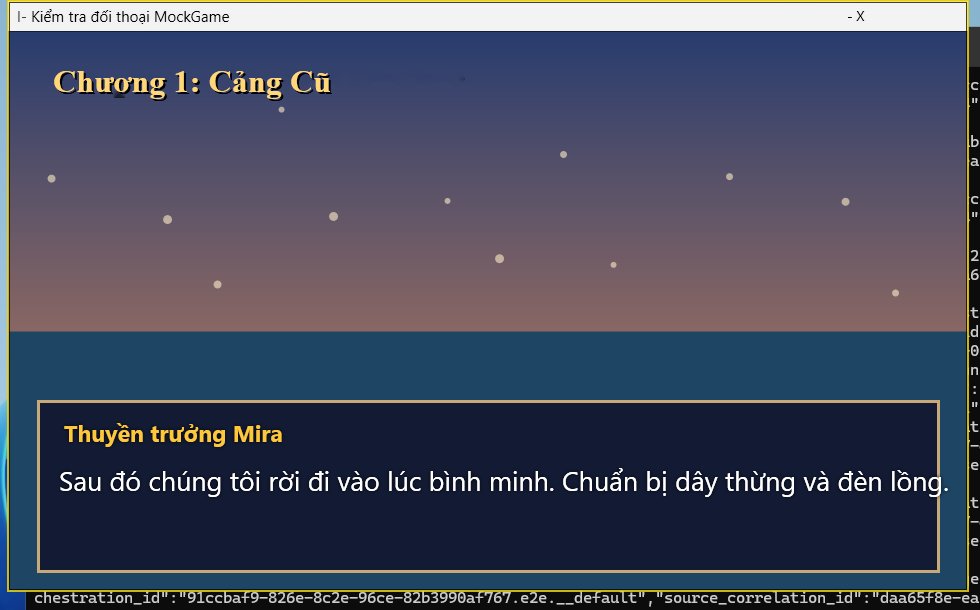 I- Kiểm tra đối thoại MockGame
- X
Chương 1: Cảng Cũ
Thuyền trưởng Mira
Sau đó chúng tôi rời đi vào lúc bình minh. Chuẩn bị dây thừng và đèn lồng.
chestration_id":"91ccbaf9-826e-8c2e-96ce-82b3990af767.e2e.__default","source_correlation_id":"daa65f8e-e